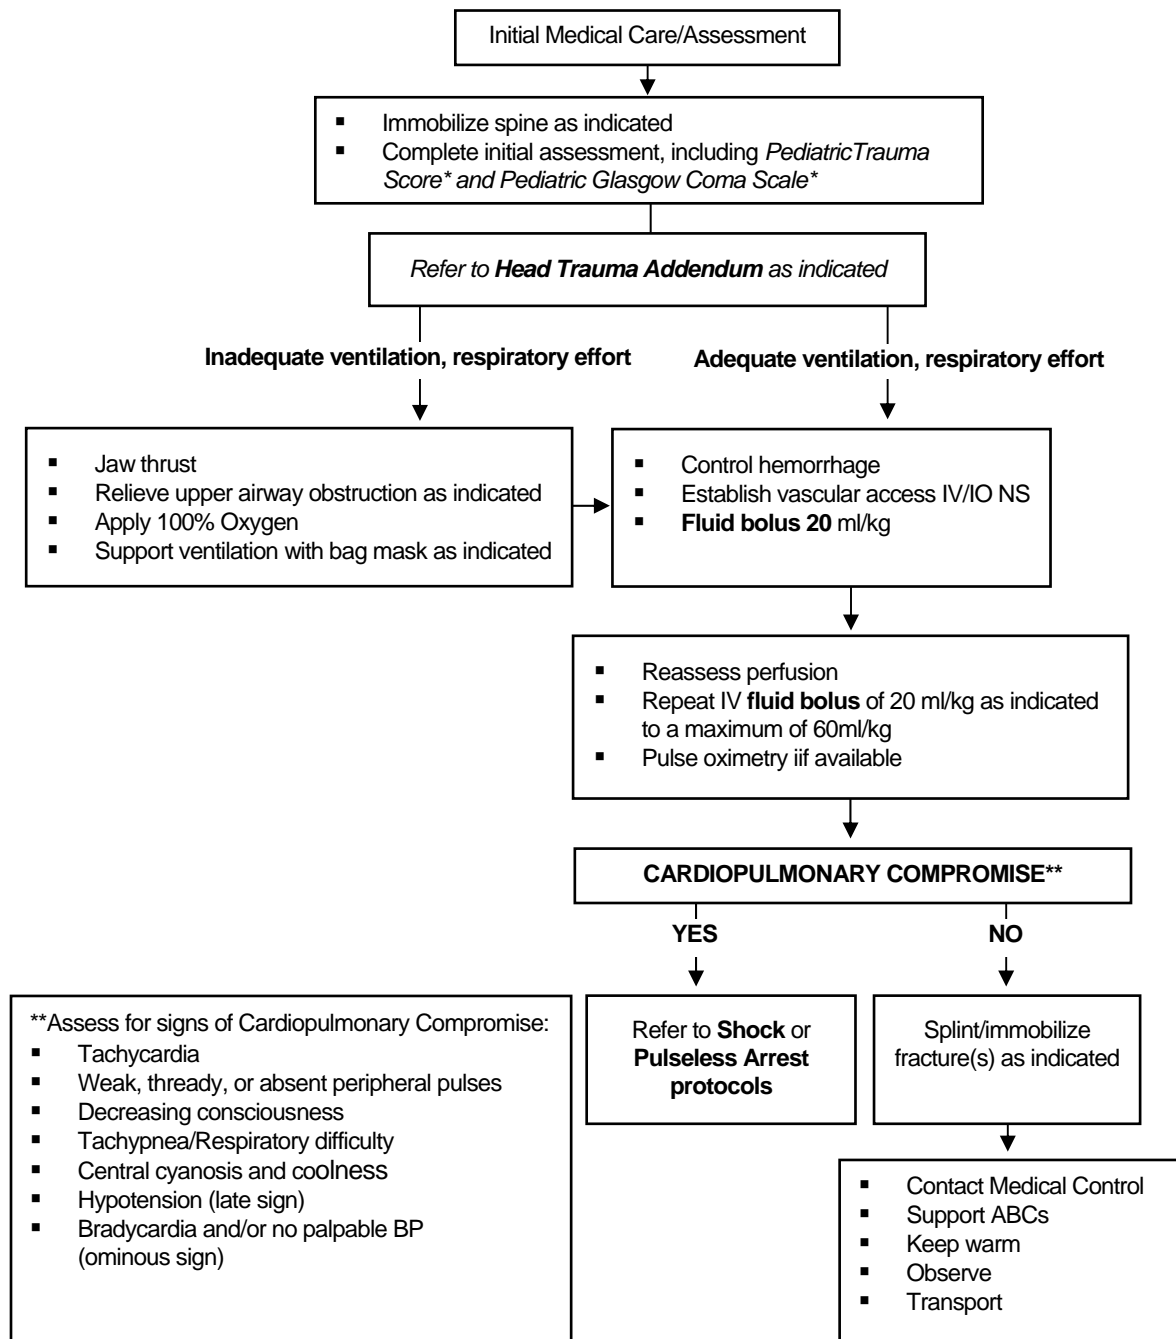 Initial Medical Care/Assessment
▪ Immobilize spine as indicated
▪ Complete initial assessment, including PediatricTrauma
Score* and Pediatric Glasgow Coma Scale*
Refer to Head Trauma Addendum as indicated
Inadequate ventilation, respiratory effort
Adequate ventilation, respiratory effort
▪ Jaw thrust
▪ Relieve upper airway obstruction as indicated
▪ Apply 100% Oxygen
▪ Support ventilation with bag mask as indicated
▪ Control hemorrhage
▪ Establish vascular access IV/IO NS
▪ Fluid bolus 20 ml/kg
▪ Reassess perfusion
▪ Repeat IV fluid bolus of 20 ml/kg as indicated
to a maximum of 60ml/kg
▪ Pulse oximetry iif available
CARDIOPULMONARY COMPROMISE**
YES
NO
**Assess for signs of Cardiopulmonary Compromise:
▪ Tachycardia
▪ Weak, thready, or absent peripheral pulses
▪ Decreasing consciousness
▪ Tachypnea/Respiratory difficulty
▪ Central cyanosis and coolness
▪ Hypotension (late sign)
▪ Bradycardia and/or no palpable BP
(ominous sign)
Refer to Shock or
Pulseless Arrest
protocols
Splint/immobilize
fracture(s) as indicated
▪ Contact Medical Control
▪ Support ABCs
▪ Keep warm
▪ Observe
▪ Transport